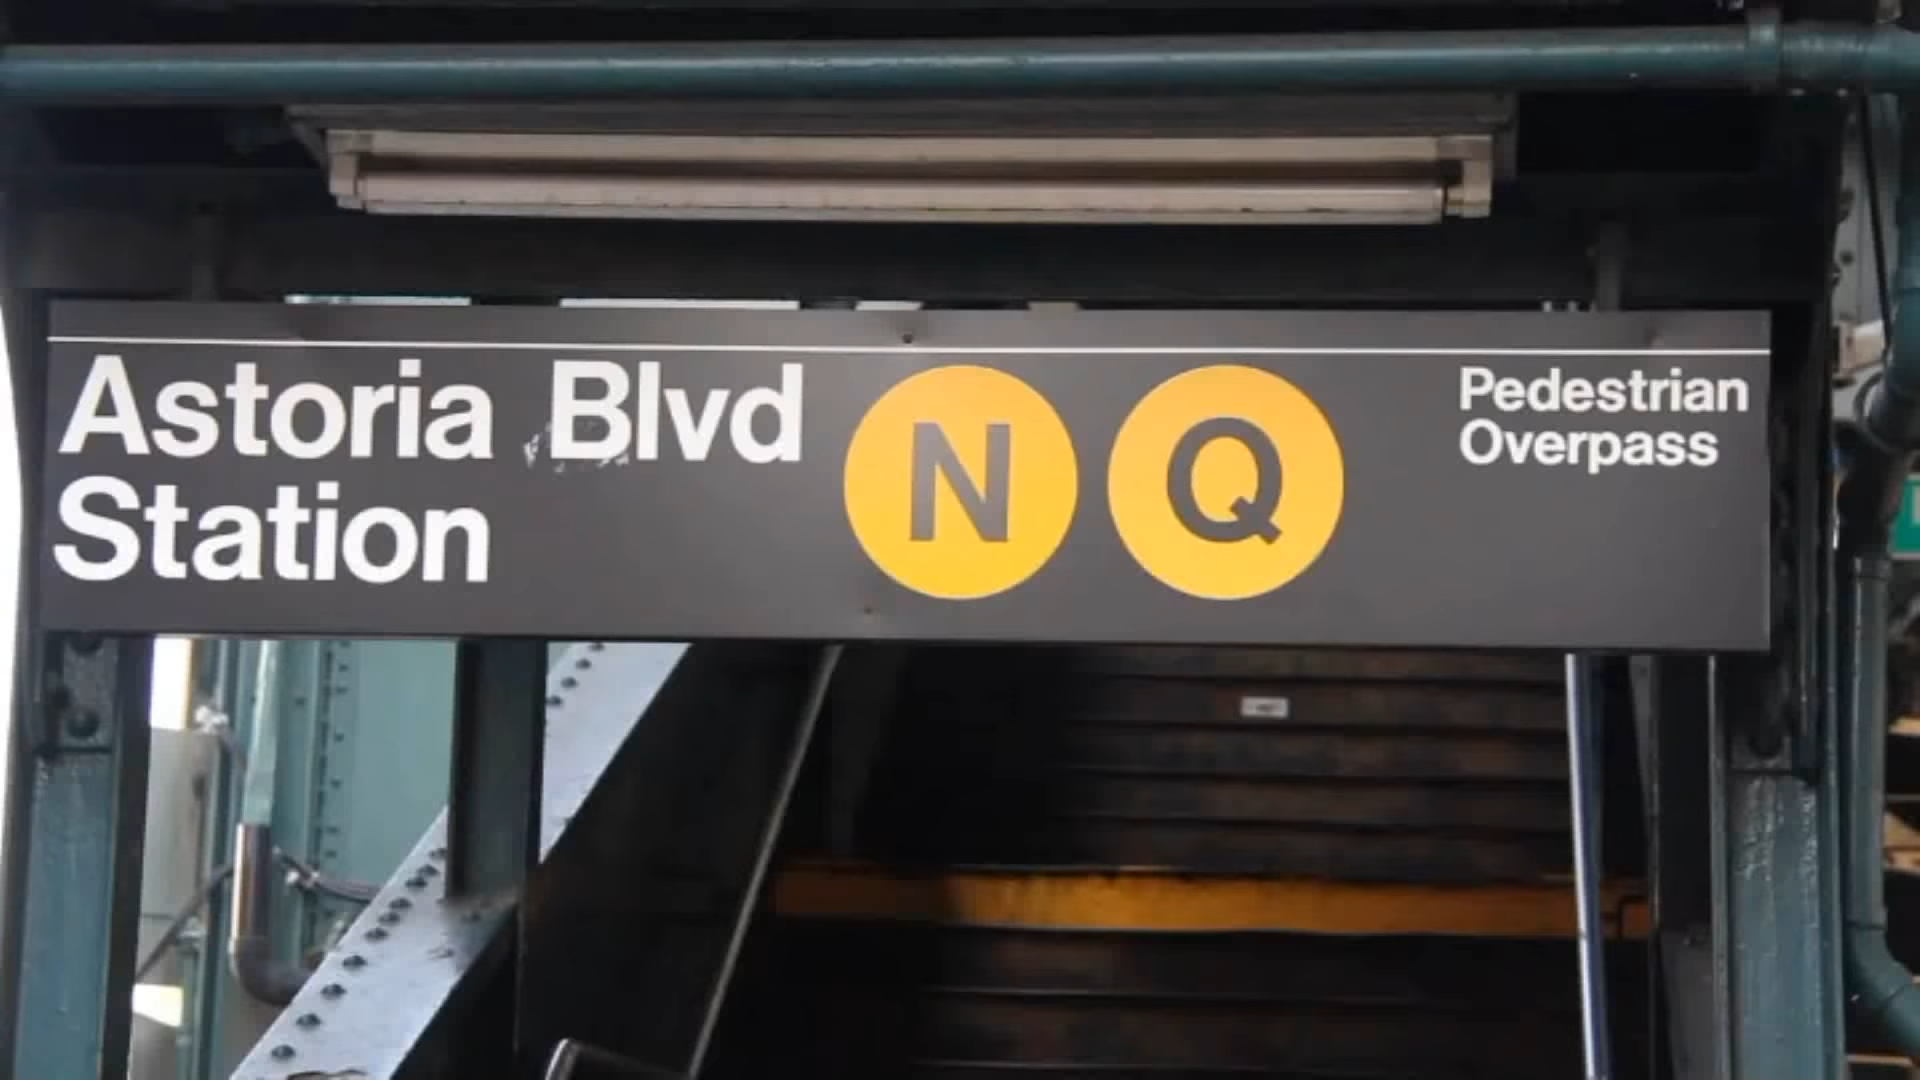 Astoria Blvd
Station
N Q
Pedestrian
Overpass